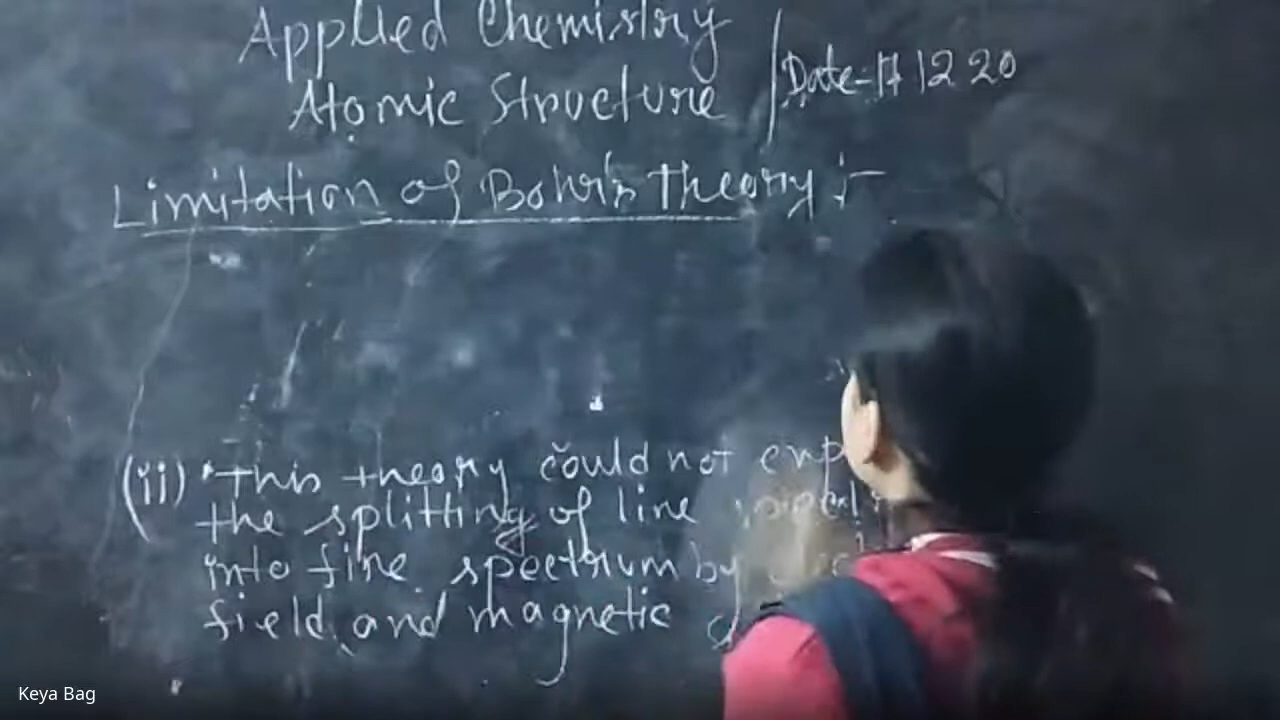 Applied Chemistry
Atomic Structure
Date-17 12 20
Limitation of Bohr's Theory :-
(ii) This theory could not exp
the splitting of line
into fine spectrum by
field and magnetic
Keya Bag